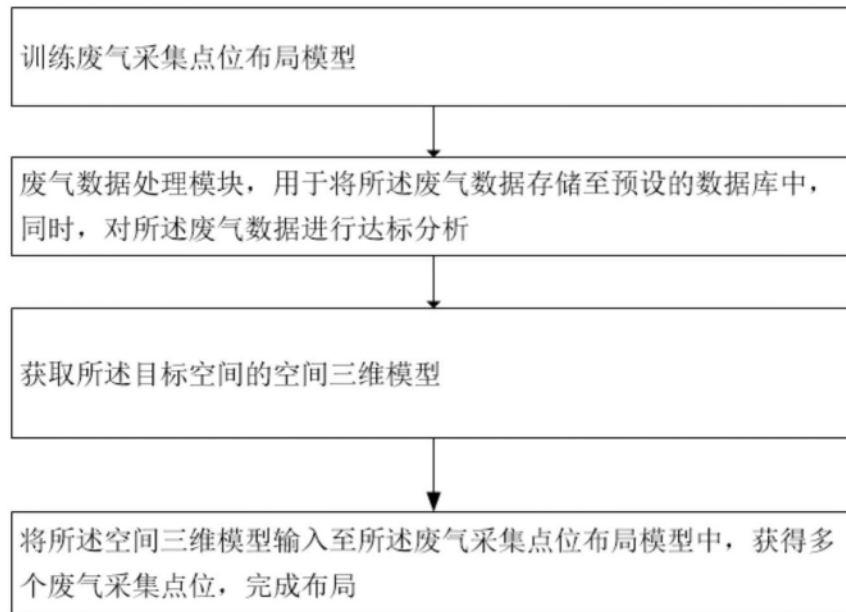 训练废气采集点位布局模型
废气数据处理模块，用于将所述废气数据存储至预设的数据库中，
同时，对所述废气数据进行达标分析
获取所述目标空间的空间三维模型
将所述空间三维模型输入至所述废气采集点位布局模型中，获得多
个废气采集点位，完成布局